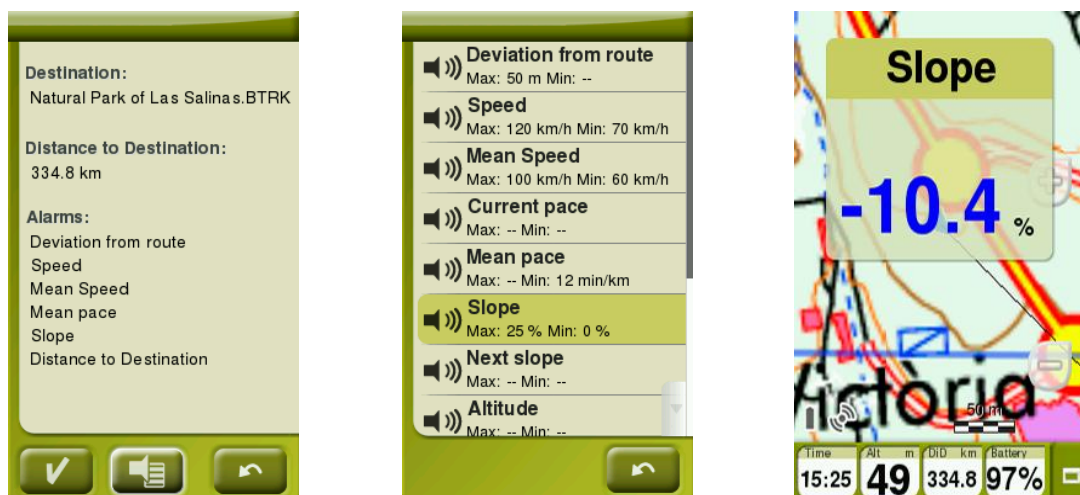 Destination:
Natural Park of Las Salinas.BTRK
Distance to Destination:
334.8 km
Alarms:
Deviation from route
Speed
Mean Speed
Mean pace
Slope
Distance to Destination
Deviation from route
Max: 50 m Min: --
Speed
Max: 120 km/h Min: 70 km/h
Mean Speed
Max: 100 km/h Min: 60 km/h
Current pace
Max: -- Min: --
Mean pace
Max: -- Min: 12 min/km
Slope
Max: 25 % Min: 0 %
Next slope
Max: -- Min: --
Altitude
Max: -- Min: --
Slope
-10.4 %
Victòria
50 m
Time Alt m DiD km Battery
15:25 49 334.8 97%